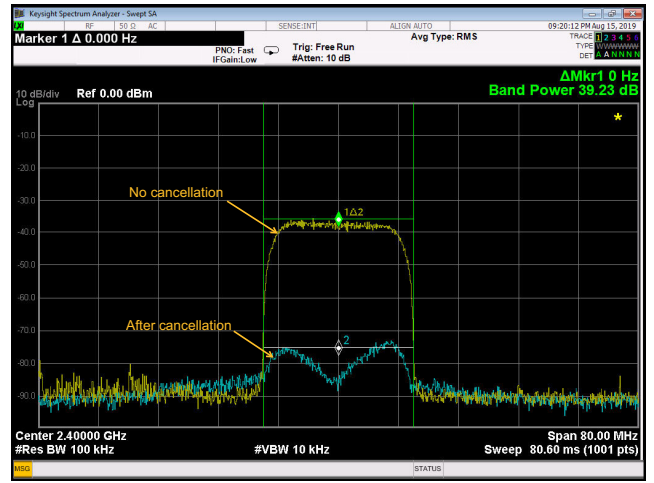 Keysight Spectrum Analyzer - Swept SA
LXI RF 50 Ω AC SENSE:INT ALIGN AUTO 09:20:12 PM Aug 15, 2019
Marker 1 Δ 0.000 Hz Avg Type: RMS TRACE 1 2 3 4 5 6
PNO: Fast Trig: Free Run TYPE WWWWWW
IFGain:Low #Atten: 10 dB DET A A N N N N
ΔMkr1 0 Hz
10 dB/div Ref 0.00 dBm Band Power 39.23 dB
Log
*
-10.0
-20.0
No cancellation
-30.0
1Δ2
-40.0
-50.0
-60.0
After cancellation
-70.0
2
-80.0
-90.0
Center 2.40000 GHz Span 80.00 MHz
#Res BW 100 kHz #VBW 10 kHz Sweep 80.60 ms (1001 pts)
MSG STATUS